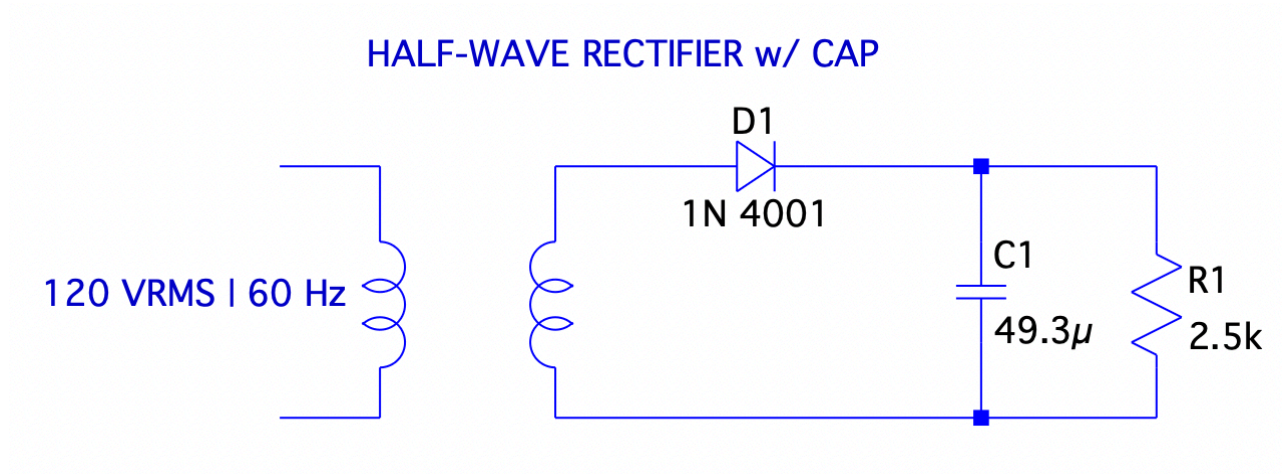 HALF-WAVE RECTIFIER w/ CAP
D1
1N 4001
120 VRMS | 60 Hz
C1
49.3µ
R1
2.5k